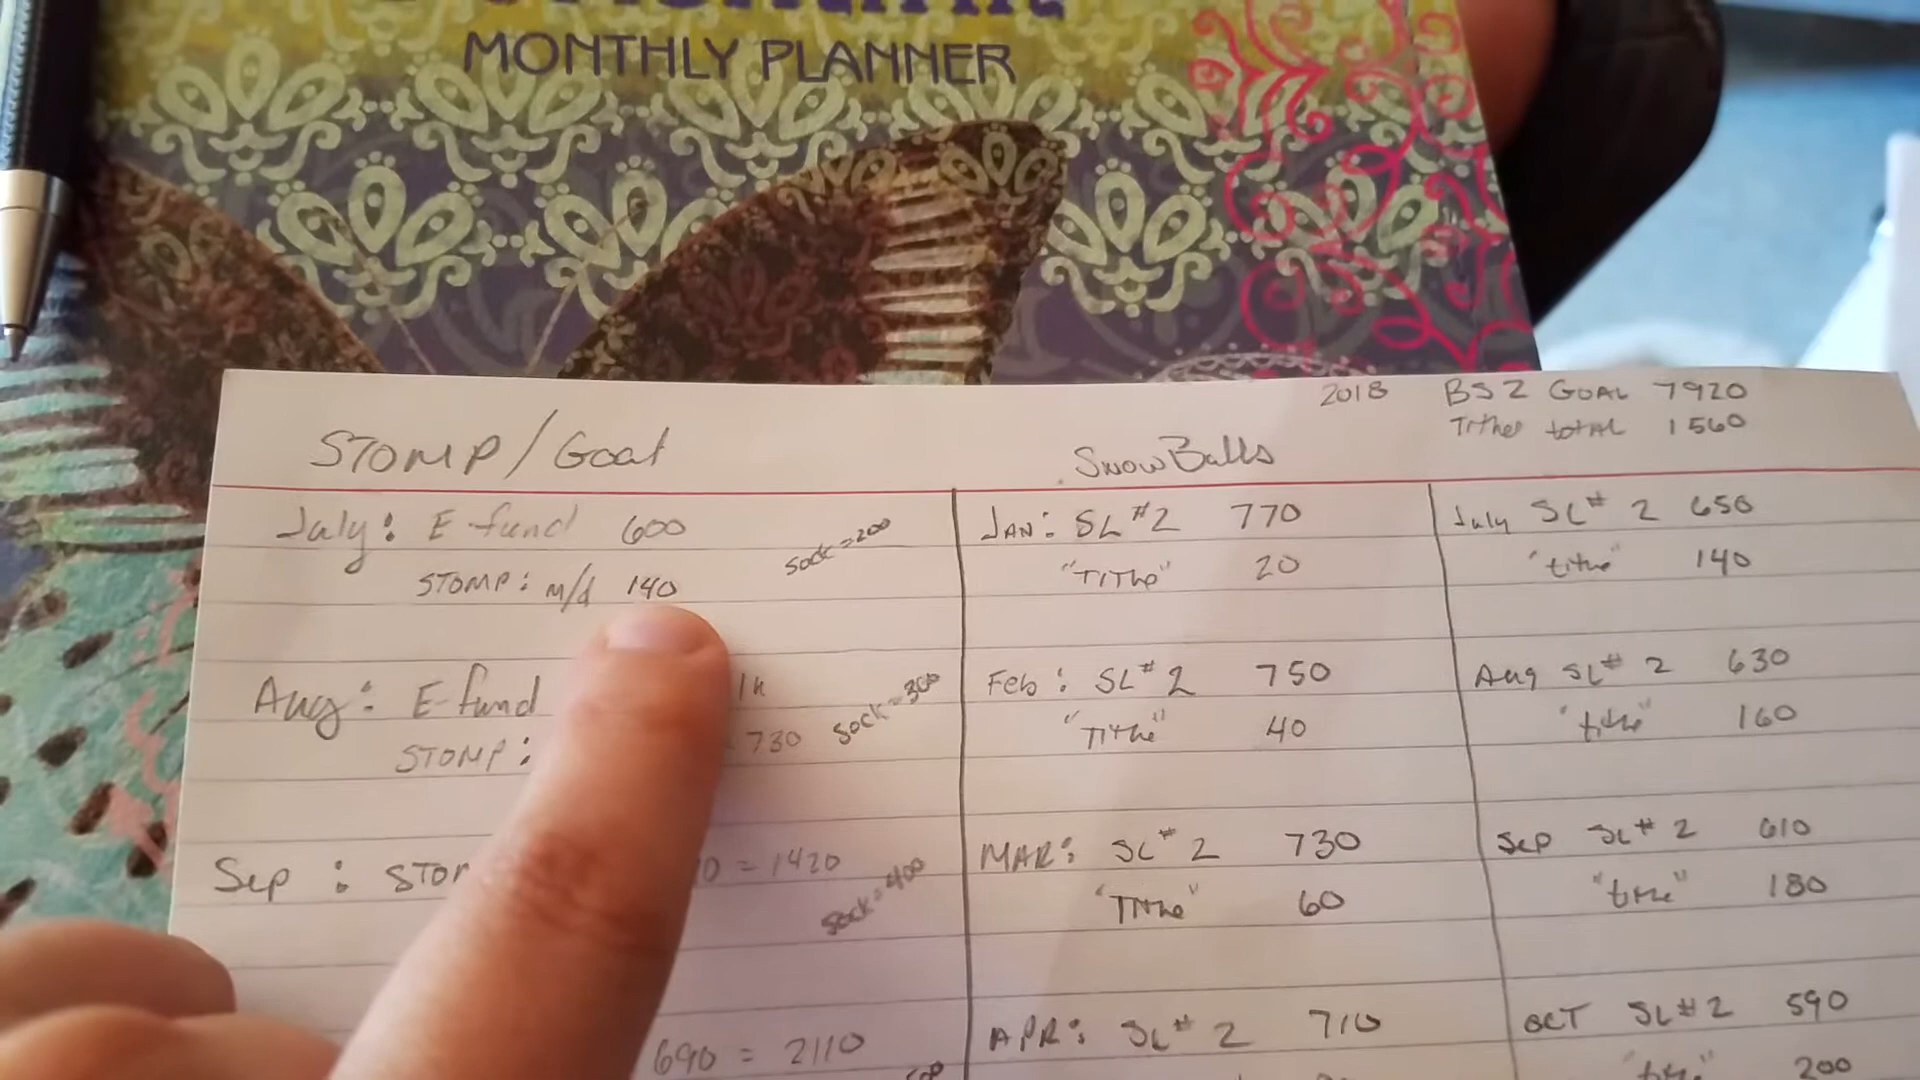 MONTHLY PLANNER
2018 BS2 GOAL 7920
Tithes total 1560
STOMP/Goal
SnowBalls
July: E-fund 600
sock=200
STOMP: m/d 140
Aug: E-fund 1k
STOMP: 730
sock=300
Sep: STOM 0 = 1420
sock=400
690 = 2110
JAN: SL #2 770
"TiThe" 20
Feb: SL #2 750
"TiThe" 40
MAR: SL #2 730
"TiThe" 60
APR: SL #2 710
July SL #2 650
"tithe" 140
Aug SL #2 630
"tithe" 160
Sep SL #2 610
"tithe" 180
OCT SL #2 590
200